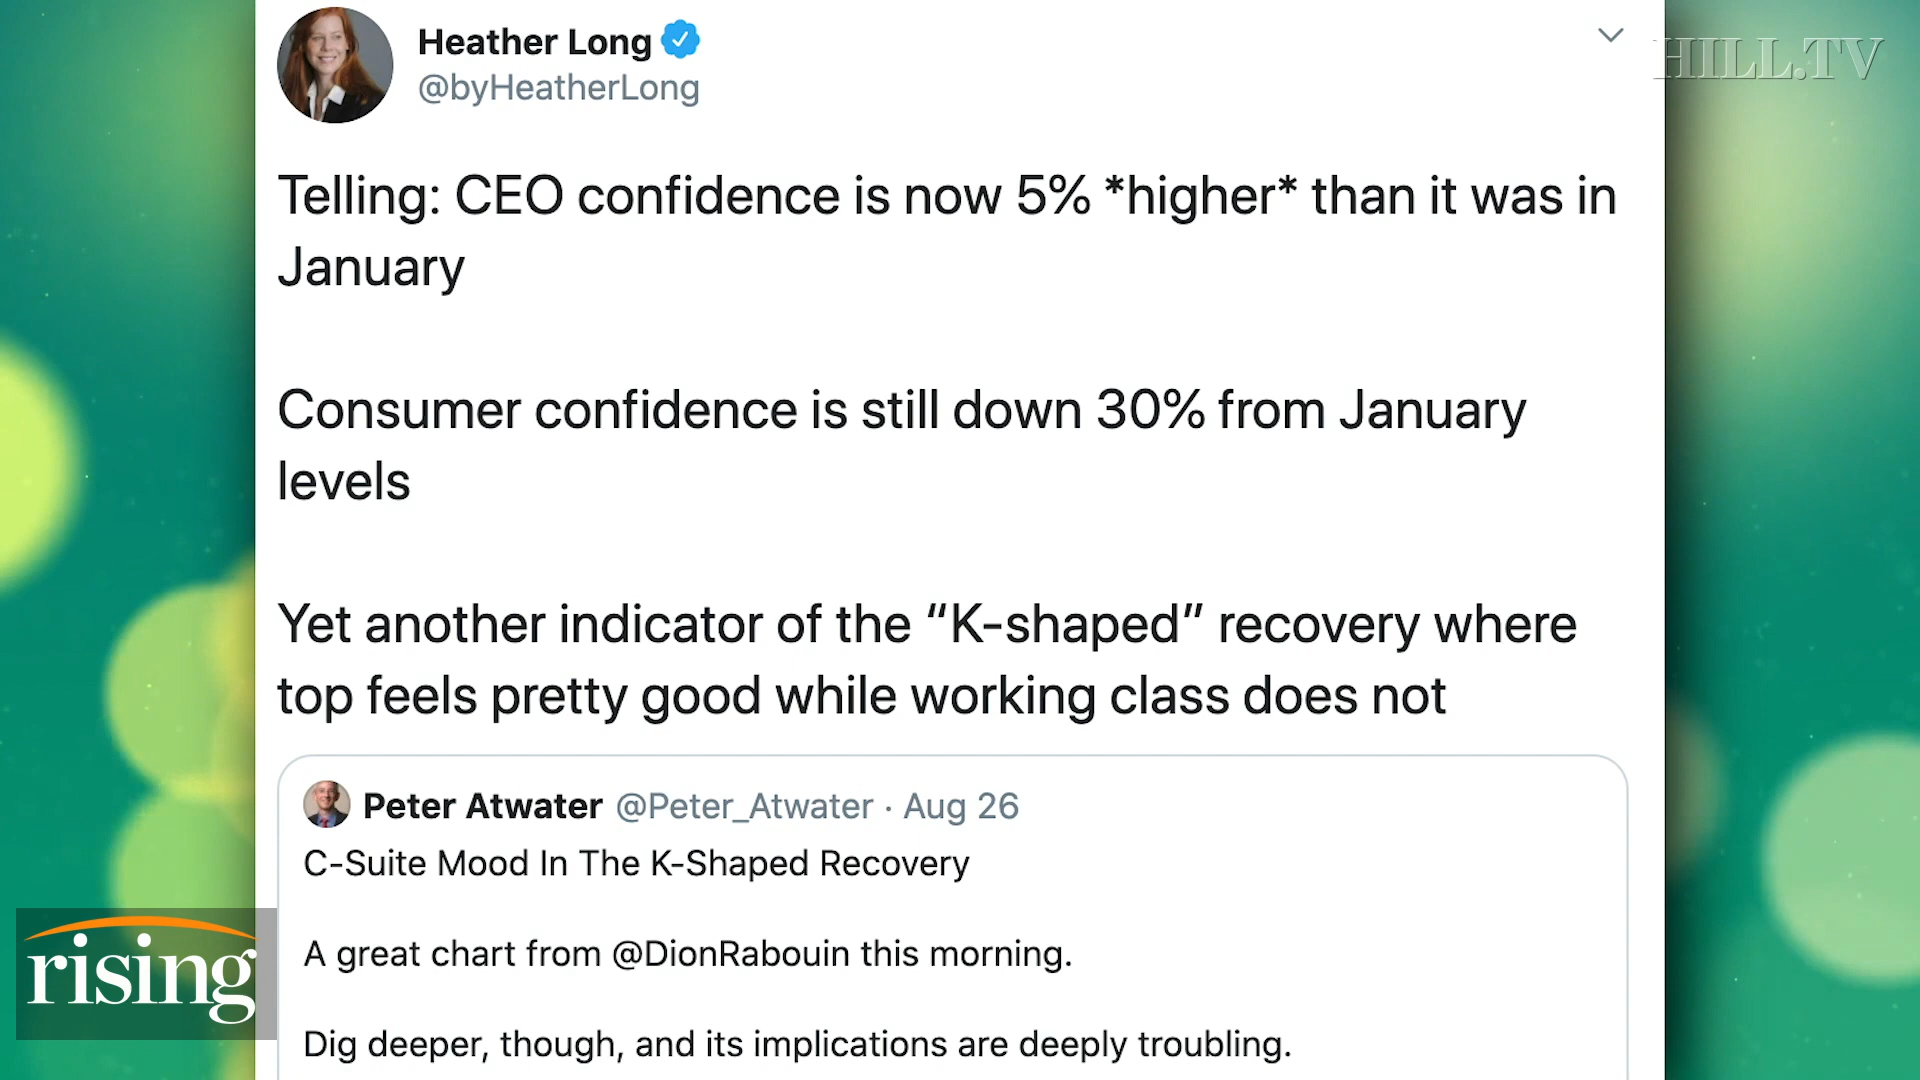 Heather Long
@byHeatherLong
HILL.TV
Telling: CEO confidence is now 5% *higher* than it was in
January
Consumer confidence is still down 30% from January
levels
Yet another indicator of the “K-shaped” recovery where
top feels pretty good while working class does not
Peter Atwater @Peter_Atwater · Aug 26
C-Suite Mood In The K-Shaped Recovery
A great chart from @DionRabouin this morning.
Dig deeper, though, and its implications are deeply troubling.
rising